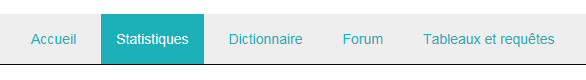 Accueil Statistiques Dictionnaire Forum Tableaux et requêtes